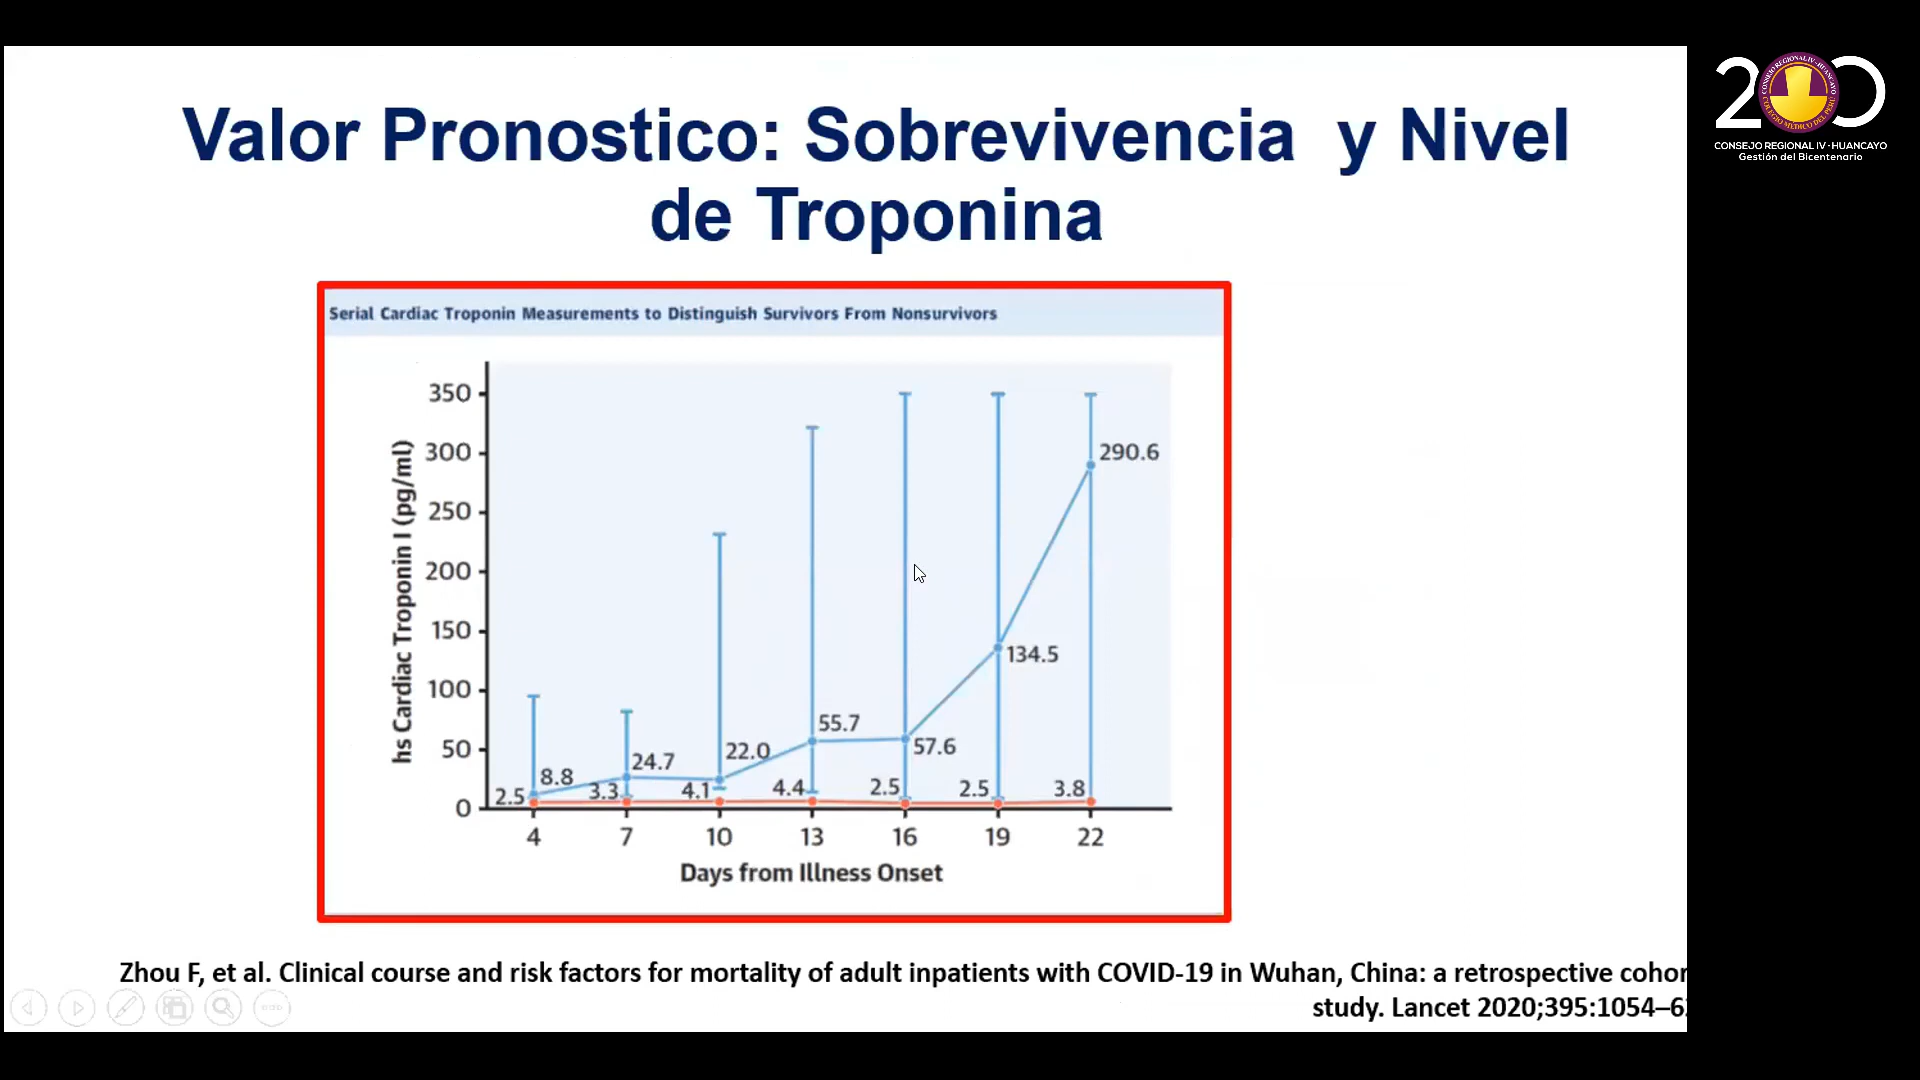 Valor Pronostico: Sobrevivencia y Nivel
de Troponina
CONSEJO REGIONAL IV - HUANCAYO
Gestión del Bicentenario
Serial Cardiac Troponin Measurements to Distinguish Survivors From Nonsurvivors
hs Cardiac Troponin I (pg/ml)
350
300
250
200
150
100
50
0
290.6
134.5
55.7
57.6
24.7
22.0
8.8
2.5
3.3
4.1
4.4
2.5
2.5
3.8
4 7 10 13 16 19 22
Days from Illness Onset
Zhou F, et al. Clinical course and risk factors for mortality of adult inpatients with COVID-19 in Wuhan, China: a retrospective cohor
study. Lancet 2020;395:1054–6